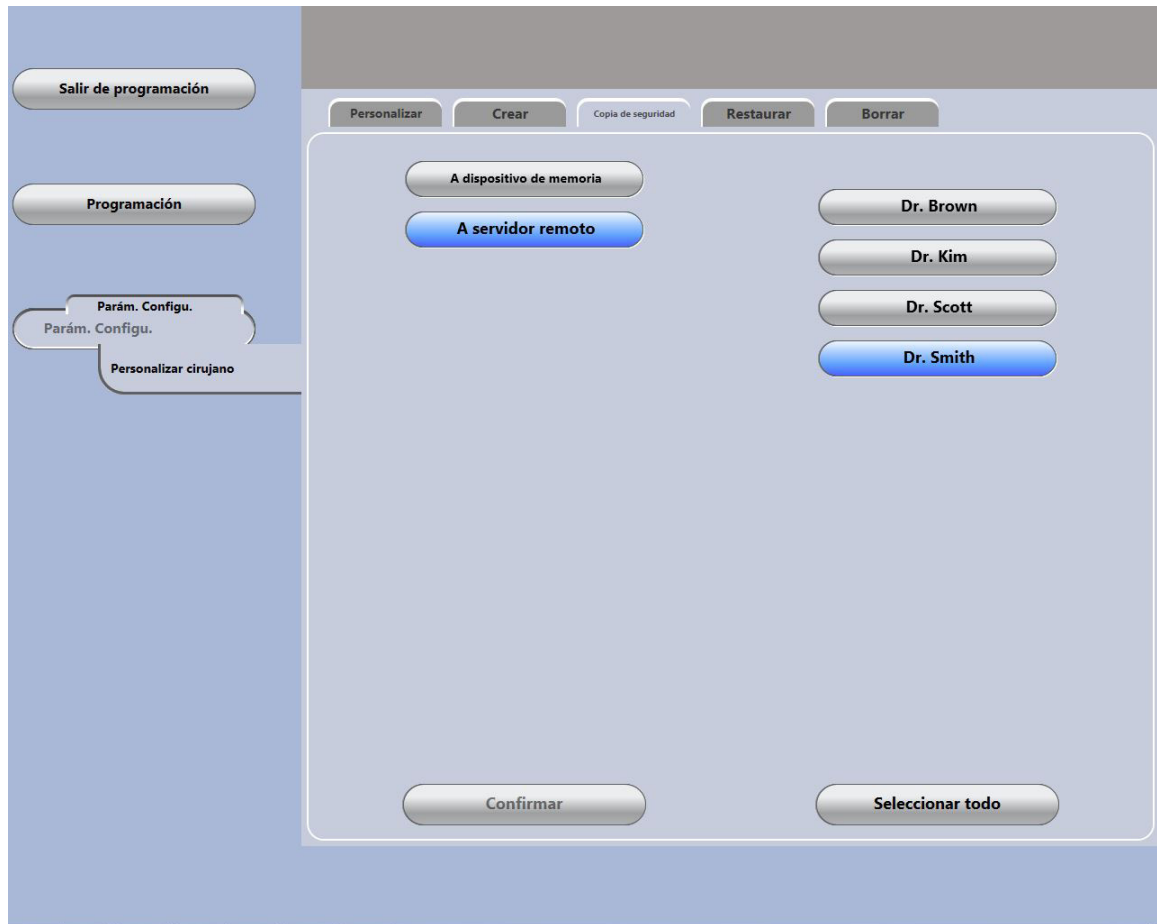 Salir de programación
Programación
Parám. Configu.
Parám. Configu.
Personalizar cirujano
Personalizar
Crear
Copia de seguridad
Restaurar
Borrar
A dispositivo de memoria
A servidor remoto
Dr. Brown
Dr. Kim
Dr. Scott
Dr. Smith
Confirmar
Seleccionar todo